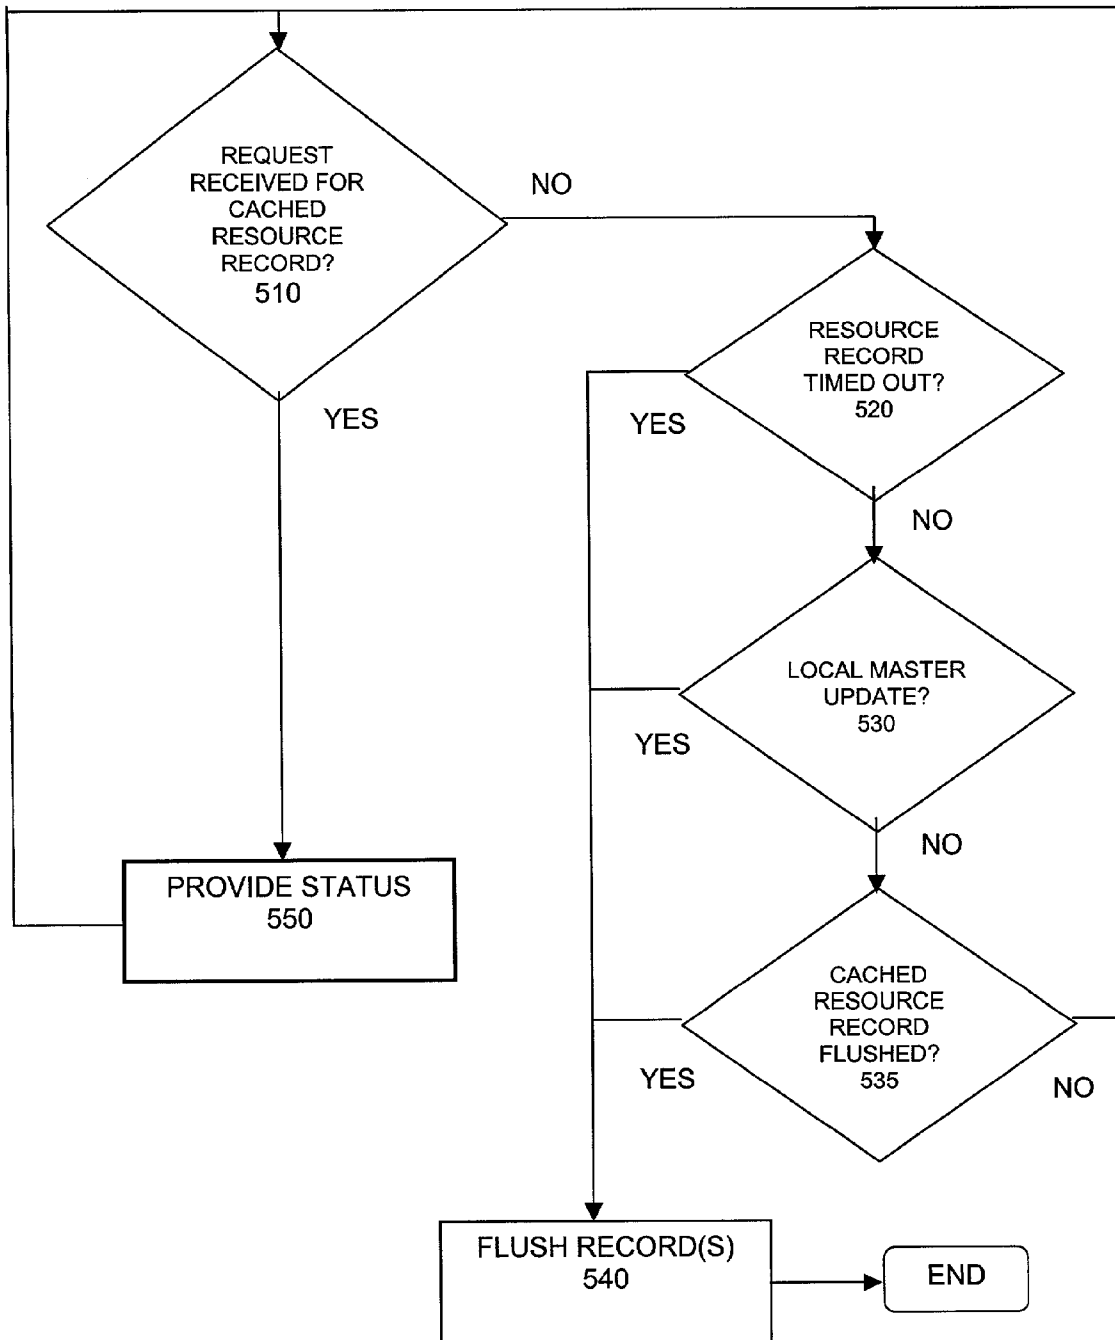 REQUEST
RECEIVED FOR
CACHED
RESOURCE
RECORD?
510
NO
YES
RESOURCE
RECORD
TIMED OUT?
520
YES
NO
LOCAL MASTER
UPDATE?
530
YES
NO
PROVIDE STATUS
550
CACHED
RESOURCE
RECORD
FLUSHED?
535
YES
NO
FLUSH RECORD(S)
540
END